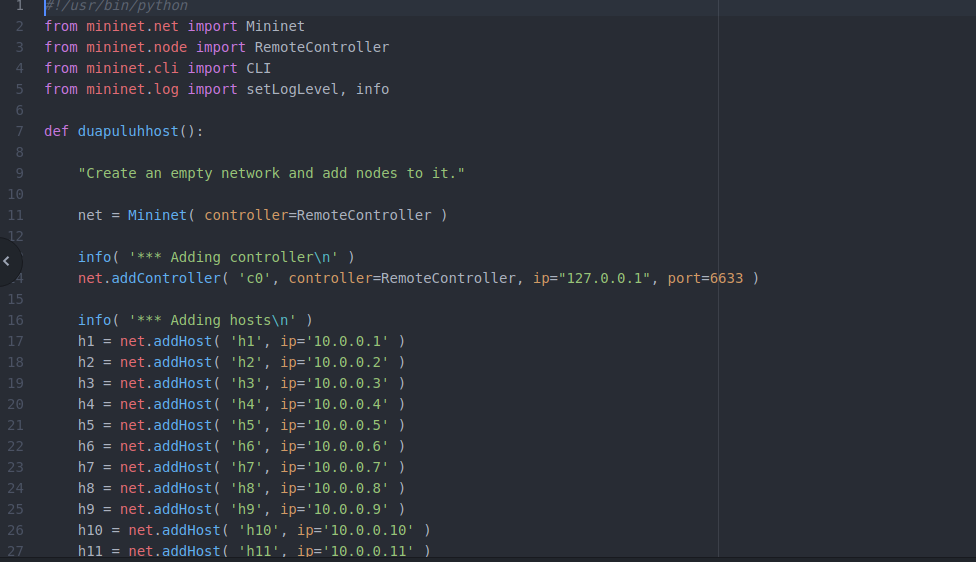 1 #!/usr/bin/python
2 from mininet.net import Mininet
3 from mininet.node import RemoteController
4 from mininet.cli import CLI
5 from mininet.log import setLogLevel, info
6
7 def duapuluhhost():
8
9     "Create an empty network and add nodes to it."
10
11     net = Mininet( controller=RemoteController )
12
    info( '*** Adding controller\n' )
4     net.addController( 'c0', controller=RemoteController, ip="127.0.0.1", port=6633 )
15
16     info( '*** Adding hosts\n' )
17     h1 = net.addHost( 'h1', ip='10.0.0.1' )
18     h2 = net.addHost( 'h2', ip='10.0.0.2' )
19     h3 = net.addHost( 'h3', ip='10.0.0.3' )
20     h4 = net.addHost( 'h4', ip='10.0.0.4' )
21     h5 = net.addHost( 'h5', ip='10.0.0.5' )
22     h6 = net.addHost( 'h6', ip='10.0.0.6' )
23     h7 = net.addHost( 'h7', ip='10.0.0.7' )
24     h8 = net.addHost( 'h8', ip='10.0.0.8' )
25     h9 = net.addHost( 'h9', ip='10.0.0.9' )
26     h10 = net.addHost( 'h10', ip='10.0.0.10' )
27     h11 = net.addHost( 'h11', ip='10.0.0.11' )